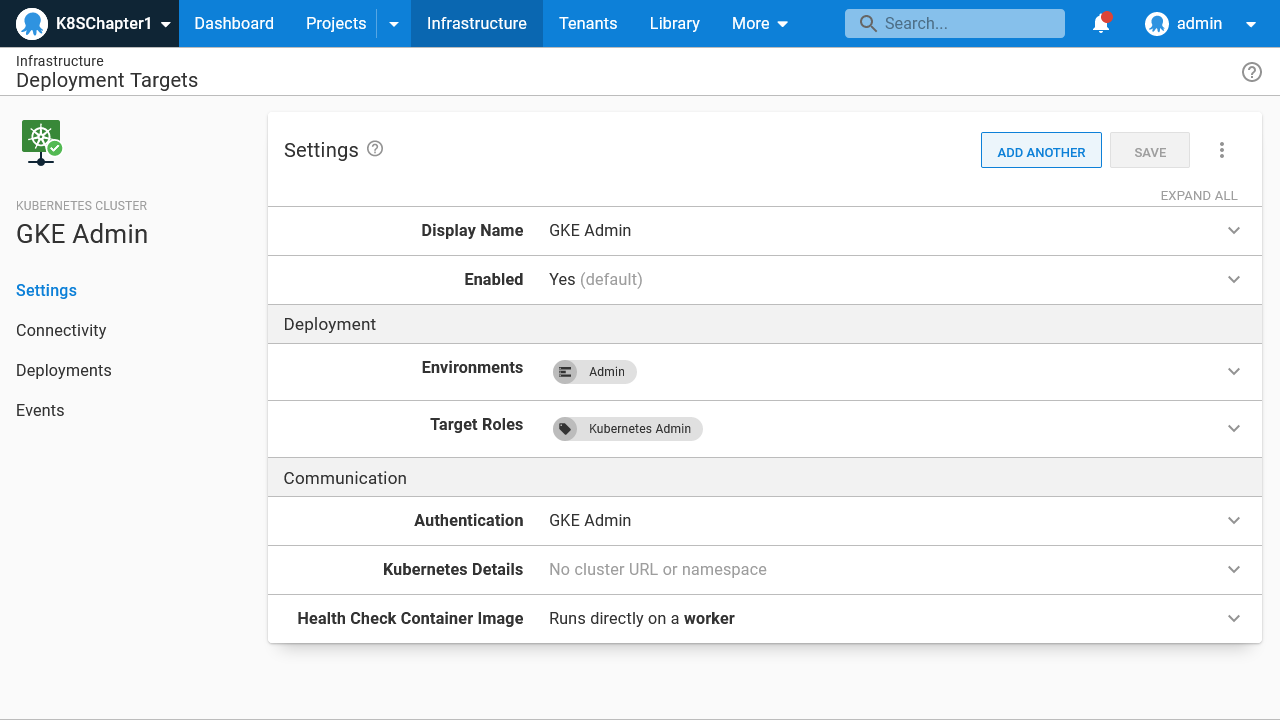 K8SChapter1 Dashboard Projects Infrastructure Tenants Library More Search... admin
Infrastructure
Deployment Targets
KUBERNETES CLUSTER
GKE Admin
Settings
Connectivity
Deployments
Events
Settings ADD ANOTHER SAVE
EXPAND ALL
Display Name GKE Admin
Enabled Yes (default)
Deployment
Environments Admin
Target Roles Kubernetes Admin
Communication
Authentication GKE Admin
Kubernetes Details No cluster URL or namespace
Health Check Container Image Runs directly on a worker